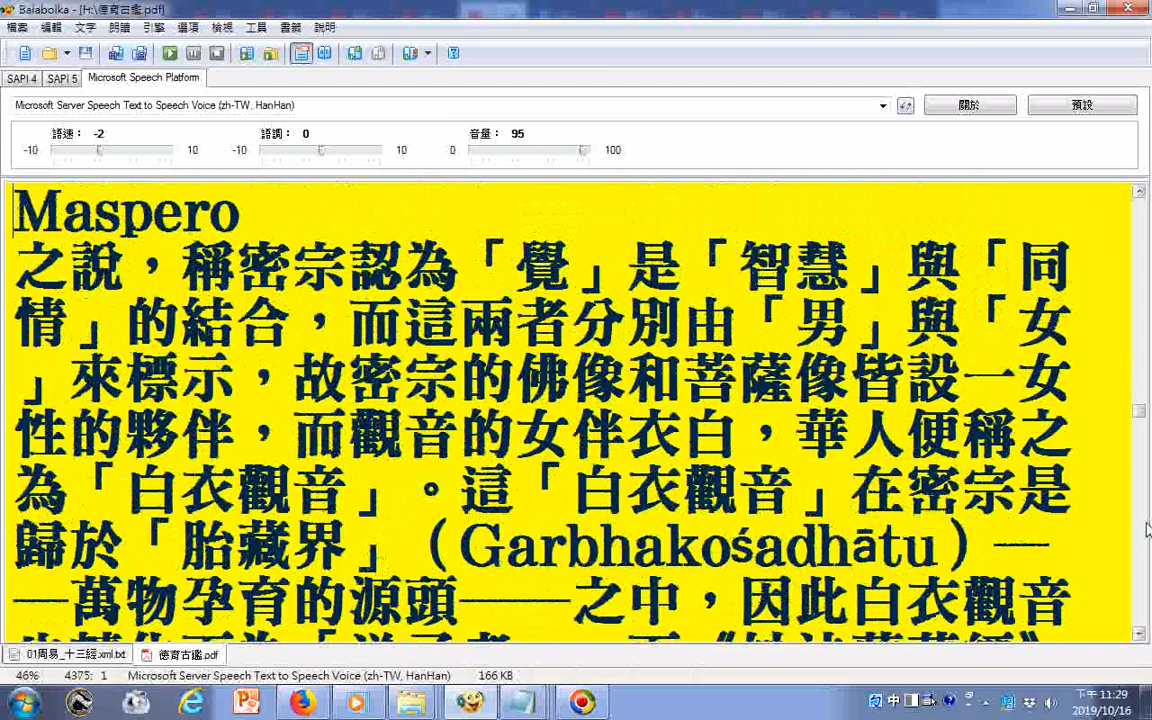 Balabolka - [H:\德育古鑑.pdf]
檔案 編輯 文字 朗讀 引擎 選項 檢視 工具 書籤 說明
SAPI 4 SAPI 5 Microsoft Speech Platform
Microsoft Server Speech Text to Speech Voice (zh-TW, HanHan) 關於 預設
語速： -2 語調： 0 音量： 95
-10 10 -10 10 0 100
Maspero
之說，稱密宗認為「覺」是「智慧」與「同
情」的結合，而這兩者分別由「男」與「女
」來標示，故密宗的佛像和菩薩像皆設一女
性的夥伴，而觀音的女伴衣白，華人便稱之
為「白衣觀音」。這「白衣觀音」在密宗是
歸於「胎藏界」（Garbhakośadhātu）—
—萬物孕育的源頭——之中，因此白衣觀音
01周易_十三經.xml.txt 德育古鑑.pdf
46% 4375: 1 Microsoft Server Speech Text to Speech Voice (zh-TW, HanHan) 166 KB
中 下午 11:29
2019/10/16